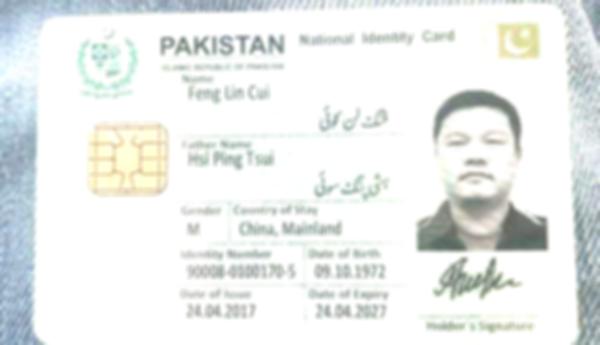 PAKISTAN National Identity Card
ISLAMIC REPUBLIC OF PAKISTAN
Name
Feng Lin Cui
Father Name
Hsi Ping Tsui
Gender Country of Stay
M China, Mainland
Identity Number Date of Birth
90008-0100170-5 09.10.1972
Date of Issue Date of Expiry
24.04.2017 24.04.2027
Holder's Signature